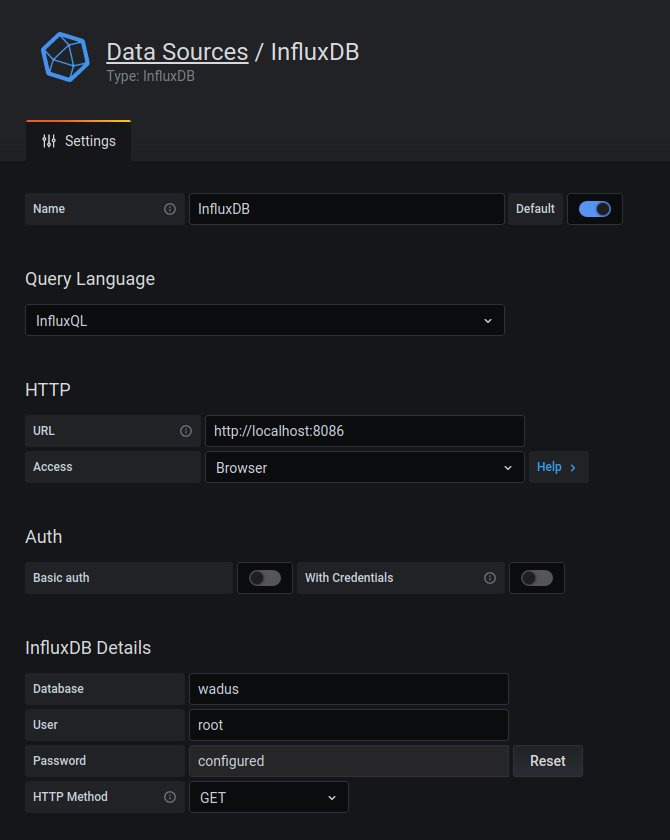 Data Sources / InfluxDB
Type: InfluxDB
Settings
Name InfluxDB Default
Query Language
InfluxQL
HTTP
URL http://localhost:8086
Access Browser Help
Auth
Basic auth With Credentials
InfluxDB Details
Database wadus
User root
Password configured Reset
HTTP Method GET